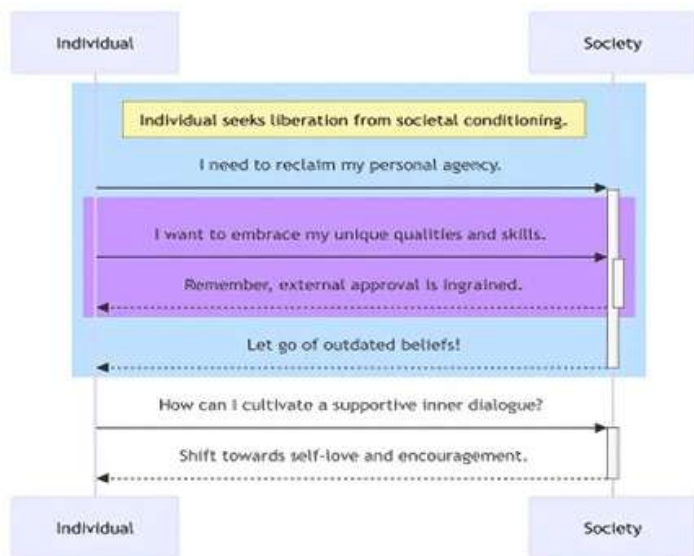 Individual
Society
Individual seeks liberation from societal conditioning.
I need to reclaim my personal agency.
I want to embrace my unique qualities and skills.
Remember, external approval is ingrained.
Let go of outdated beliefs!
How can I cultivate a supportive inner dialogue?
Shift towards self-love and encouragement.
Individual
Society